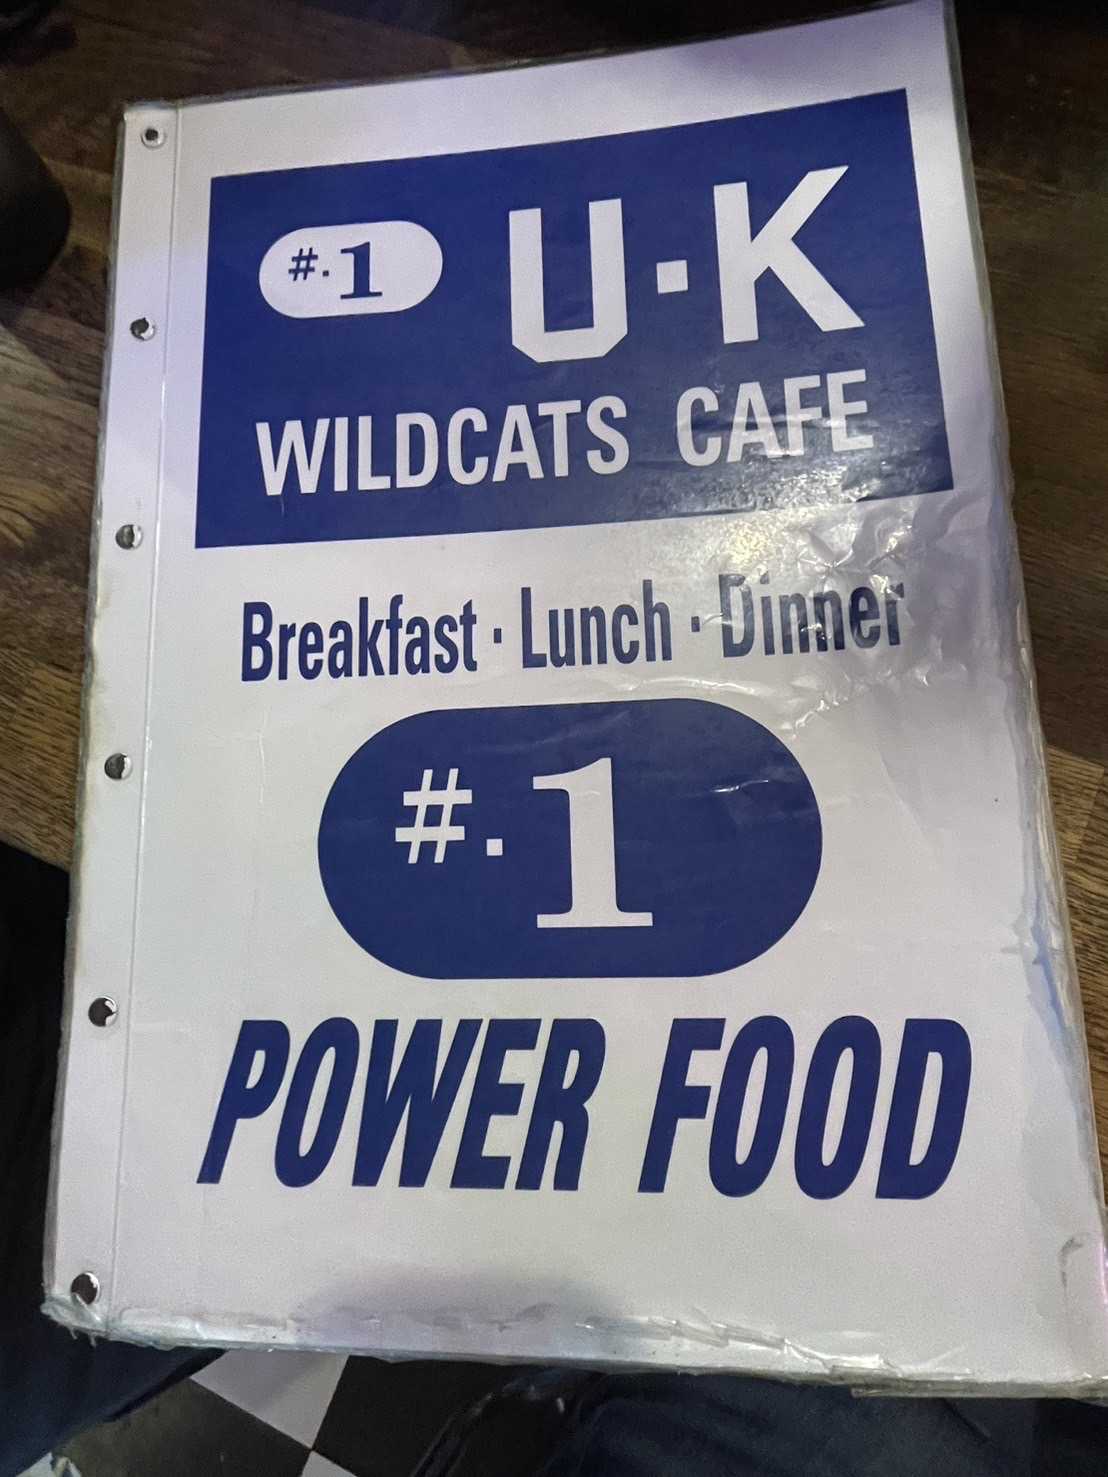 #.1 U·K
WILDCATS CAFE
Breakfast · Lunch · Dinner
#.1
POWER FOOD